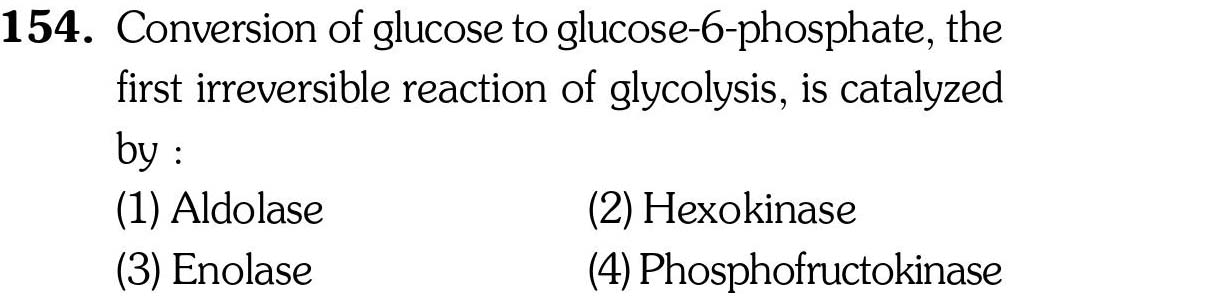 154. Conversion of glucose to glucose-6-phosphate, the
first irreversible reaction of glycolysis, is catalyzed
by :
(1) Aldolase (2) Hexokinase
(3) Enolase (4) Phosphofructokinase